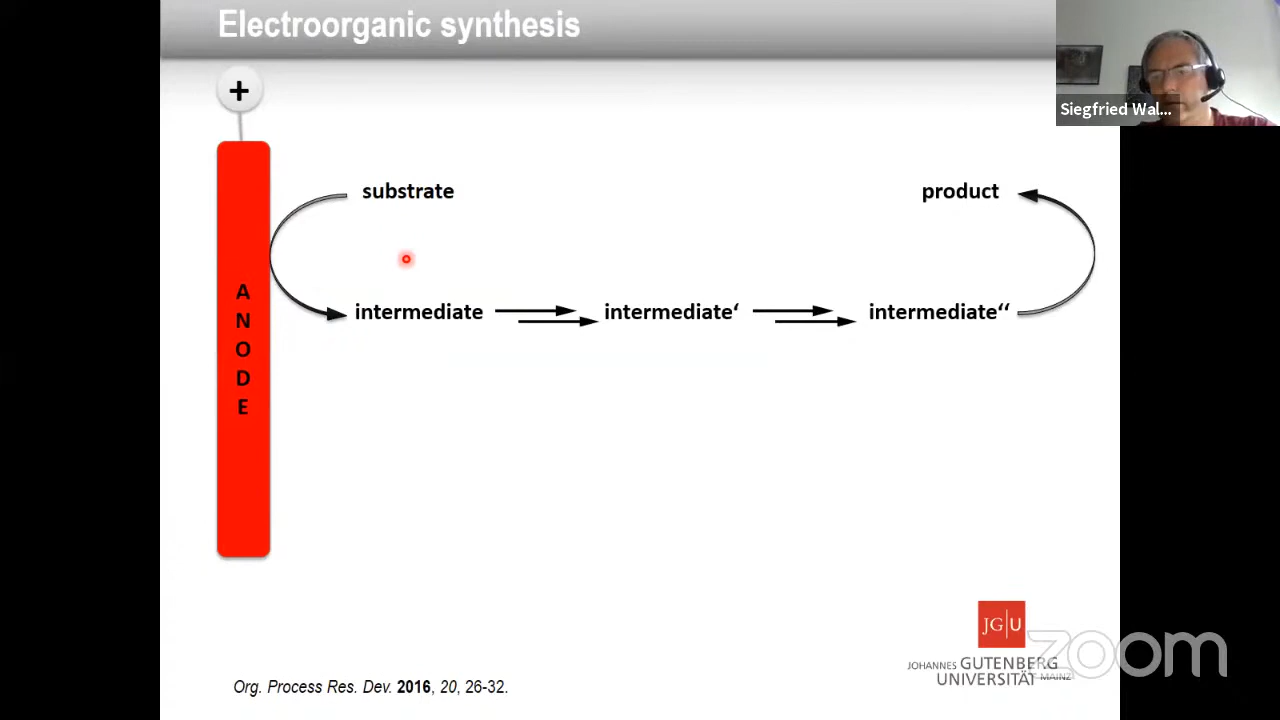 Electroorganic synthesis
+
Siegfried Wal...
substrate
product
ANODE
intermediate
intermediate‘
intermediate‘‘
JG|U
JOHANNES GUTENBERG
UNIVERSITÄT MAINZ
zoom
Org. Process Res. Dev. 2016, 20, 26-32.